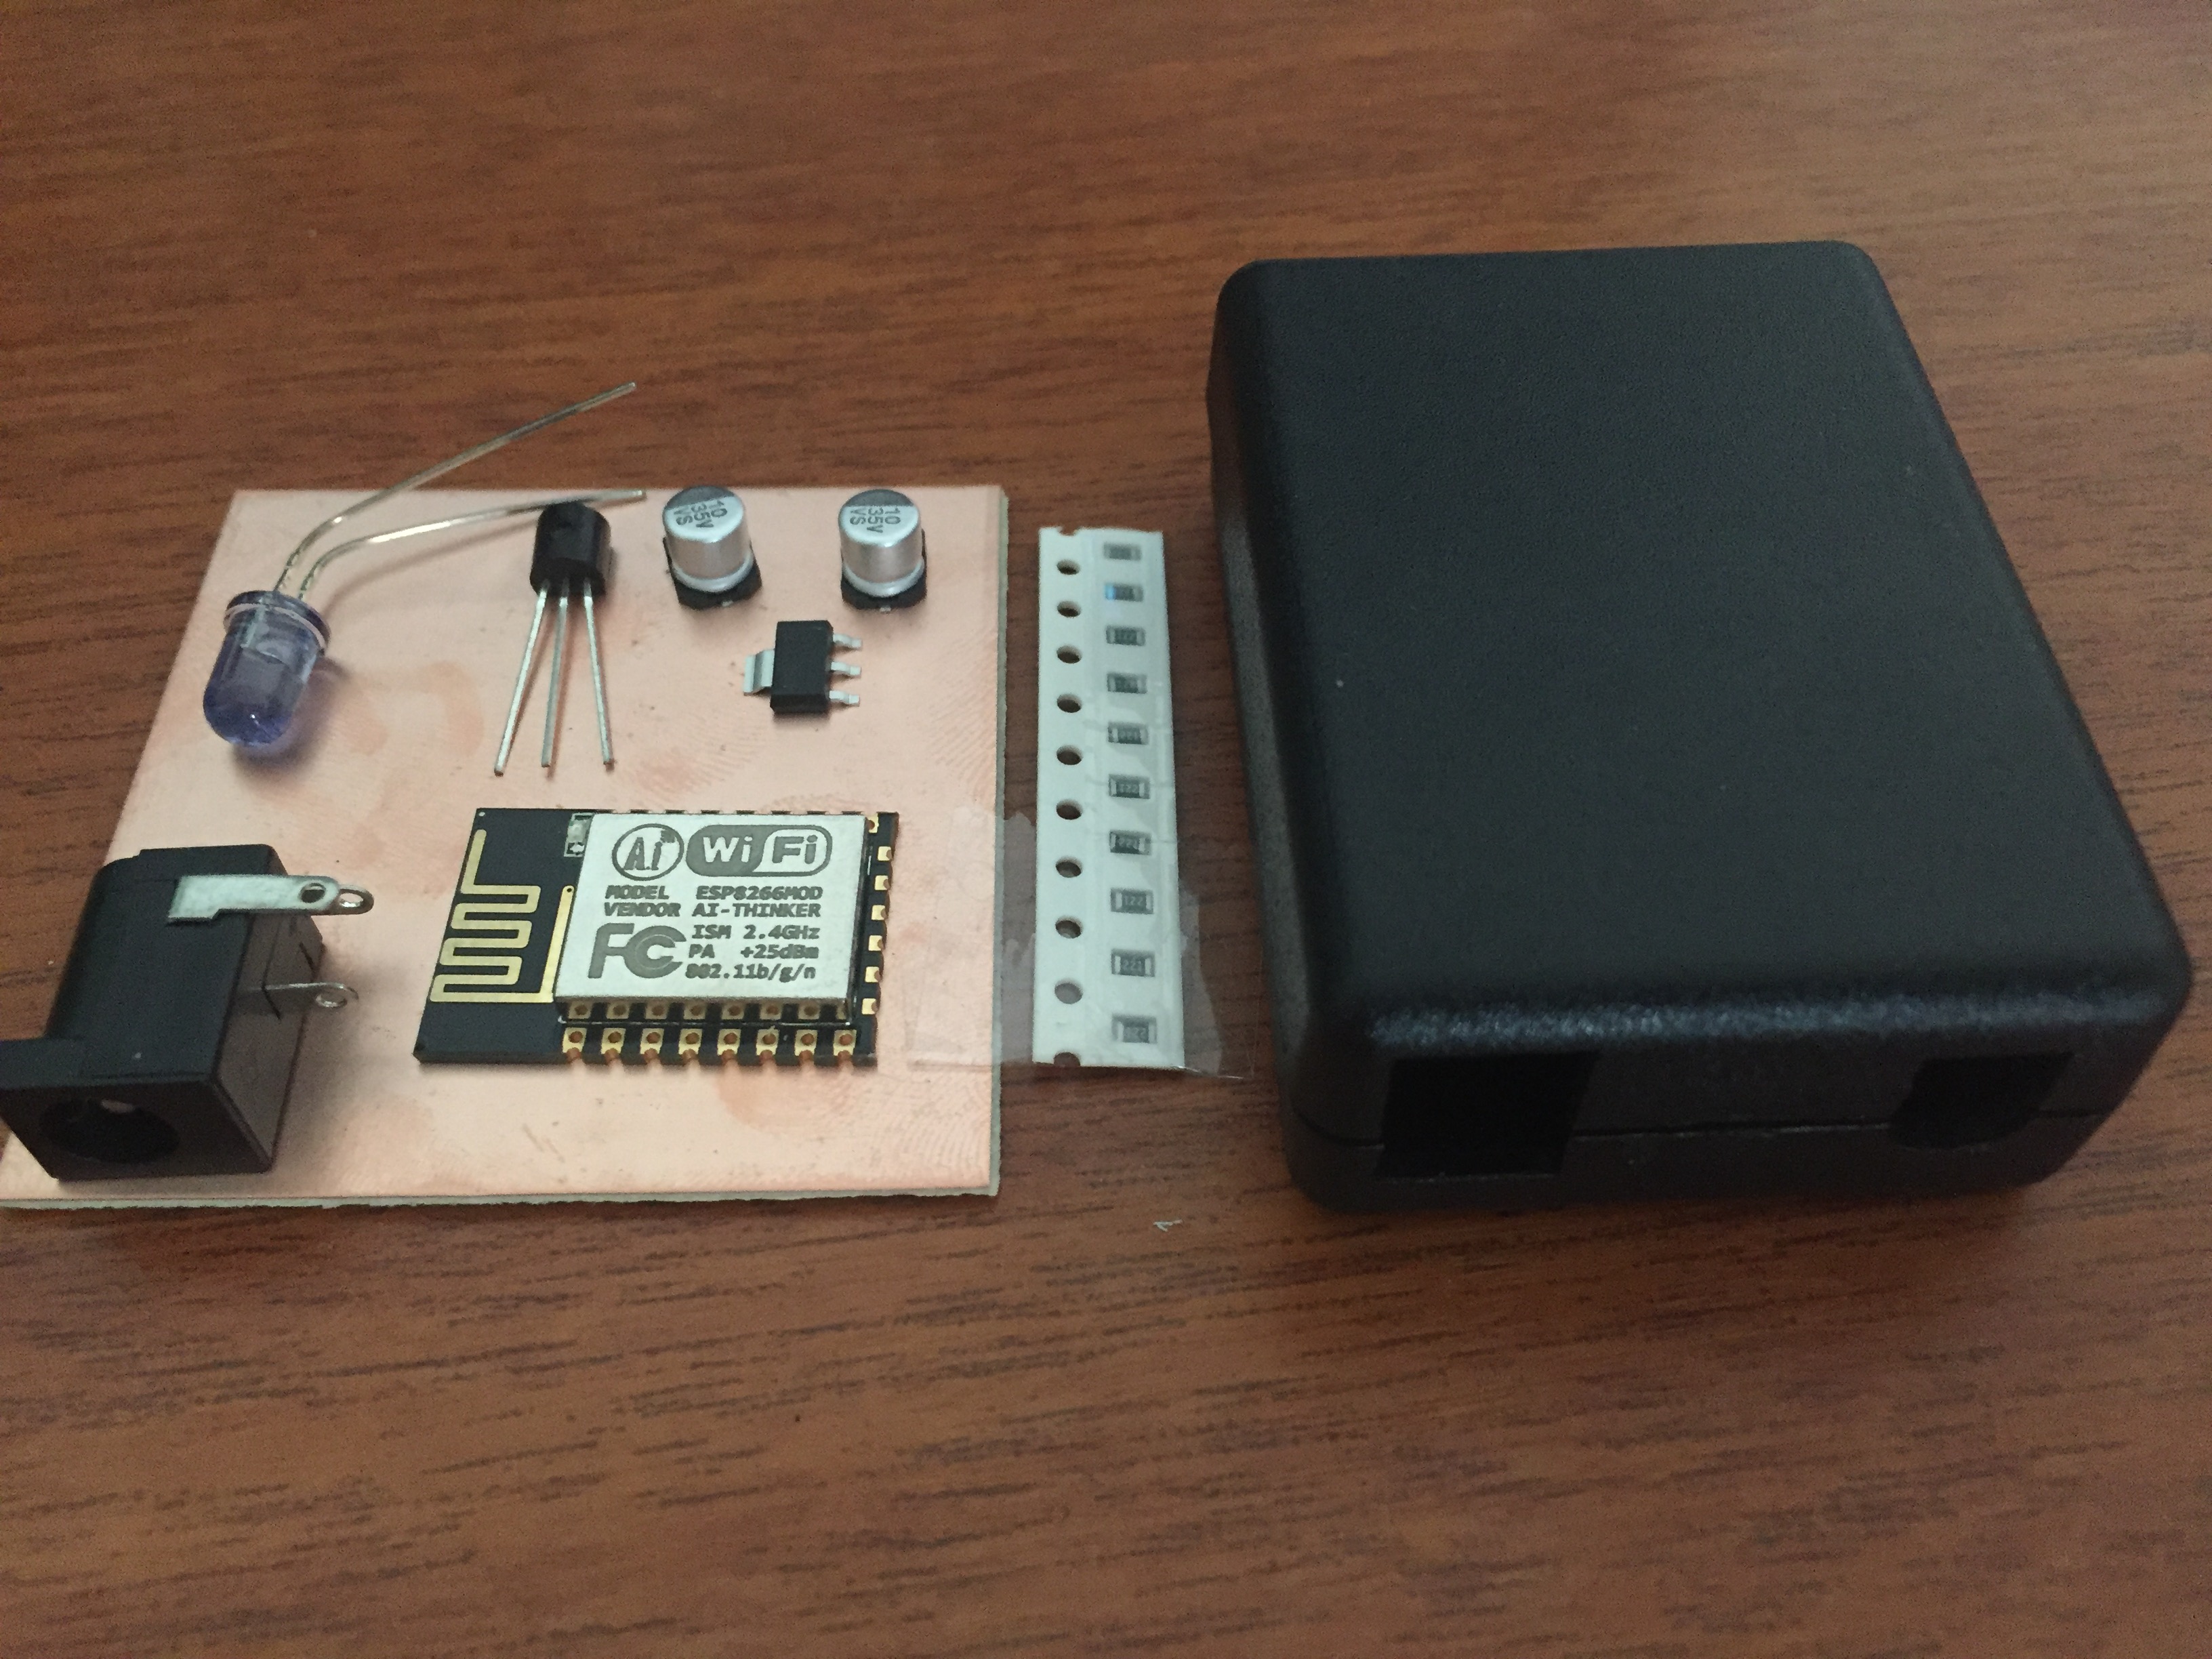 10
35V
VS
10
35V
VS
Ai WiFi
MODEL ESP8266MOD
VENDOR AI-THINKER
FC ISM 2.4GHz
PA +25dBm
802.11b/g/n